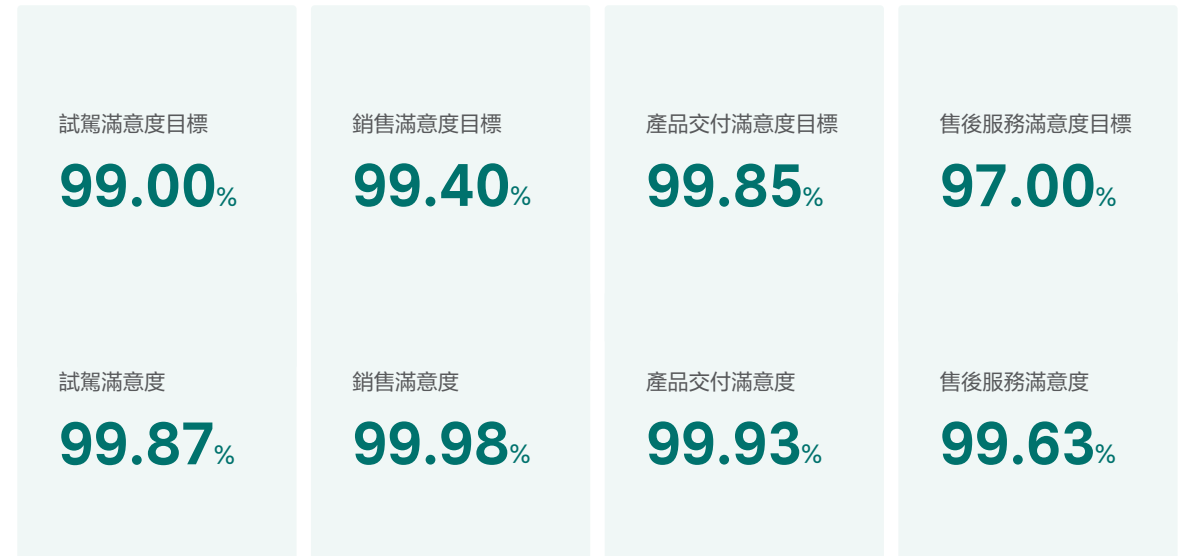 試駕滿意度目標
99.00%
銷售滿意度目標
99.40%
產品交付滿意度目標
99.85%
售後服務滿意度目標
97.00%
試駕滿意度
99.87%
銷售滿意度
99.98%
產品交付滿意度
99.93%
售後服務滿意度
99.63%